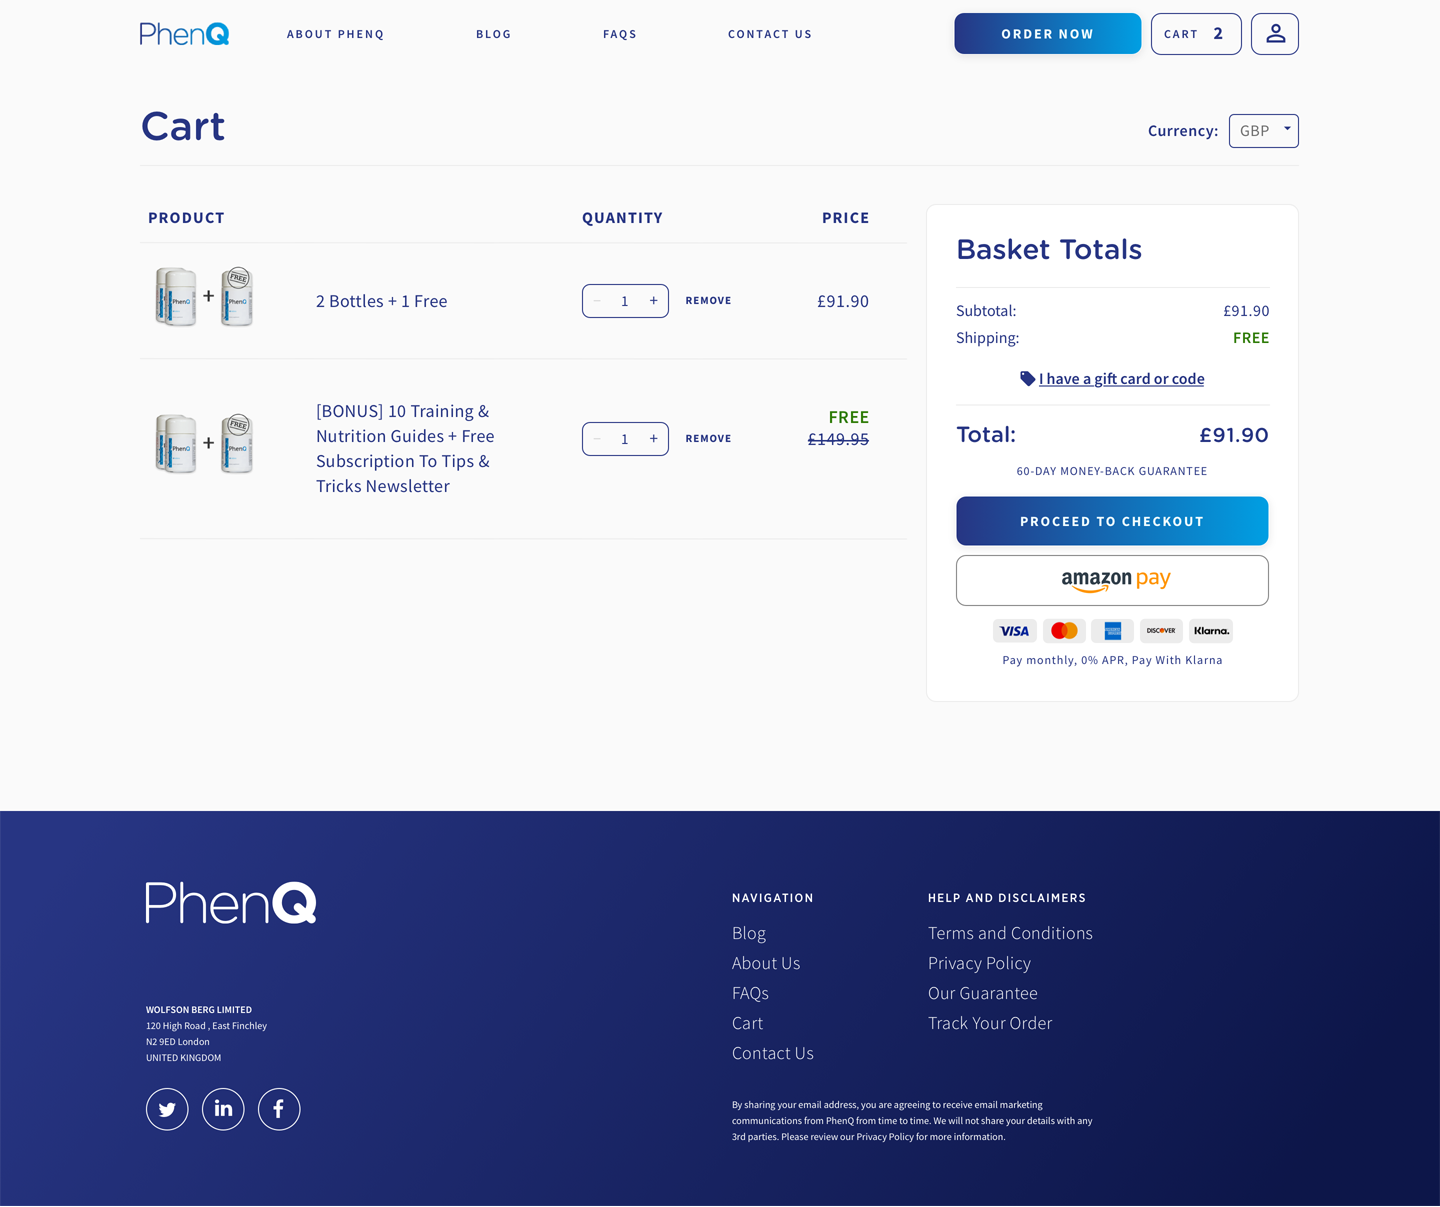 PhenQ
ABOUT PHENQ
BLOG
FAQS
CONTACT US
ORDER NOW
CART 2
Cart
Currency: GBP
PRODUCT
QUANTITY
PRICE
FREE
PhenQ + PhenQ
2 Bottles + 1 Free
− 1 +
REMOVE
£91.90
FREE
PhenQ + PhenQ
[BONUS] 10 Training &
Nutrition Guides + Free
Subscription To Tips &
Tricks Newsletter
− 1 +
REMOVE
FREE
£149.95
Basket Totals
Subtotal: £91.90
Shipping: FREE
I have a gift card or code
Total: £91.90
60-DAY MONEY-BACK GUARANTEE
PROCEED TO CHECKOUT
amazon pay
VISA
DISCOVER
Klarna.
Pay monthly, 0% APR, Pay With Klarna
PhenQ
WOLFSON BERG LIMITED
120 High Road , East Finchley
N2 9ED London
UNITED KINGDOM
in
f
NAVIGATION
Blog
About Us
FAQs
Cart
Contact Us
HELP AND DISCLAIMERS
Terms and Conditions
Privacy Policy
Our Guarantee
Track Your Order
By sharing your email address, you are agreeing to receive email marketing
communications from PhenQ from time to time. We will not share your details with any
3rd parties. Please review our Privacy Policy for more information.